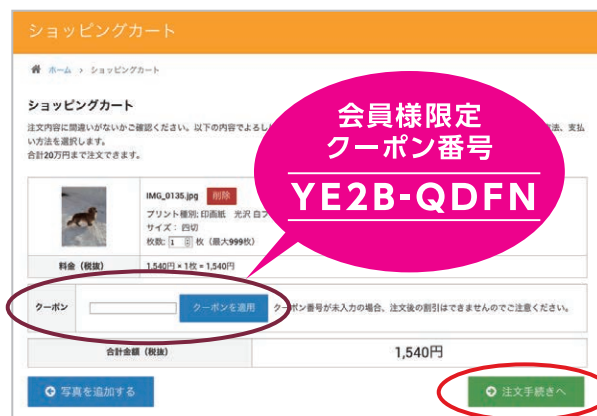 ショッピングカート
ホーム › ショッピングカート
ショッピングカート
注文内容に間違いがないかご確認ください。以下の内容でよろし
法、支払
い方法を選択します。
合計20万円まで注文できます。
会員様限定
クーポン番号
YE2B-QDFN
IMG_0135.jpg 削除
プリント種別: 印画紙 光沢 白フ
サイズ: 四切
枚数: 1 枚 (最大999枚)
料金(税抜) 1,540円 × 1枚 = 1,540円
クーポン クーポンを適用 クーポン番号が未入力の場合、注文後の割引はできませんのでご注意ください。
合計金額(税抜) 1,540円
写真を追加する 注文手続きへ